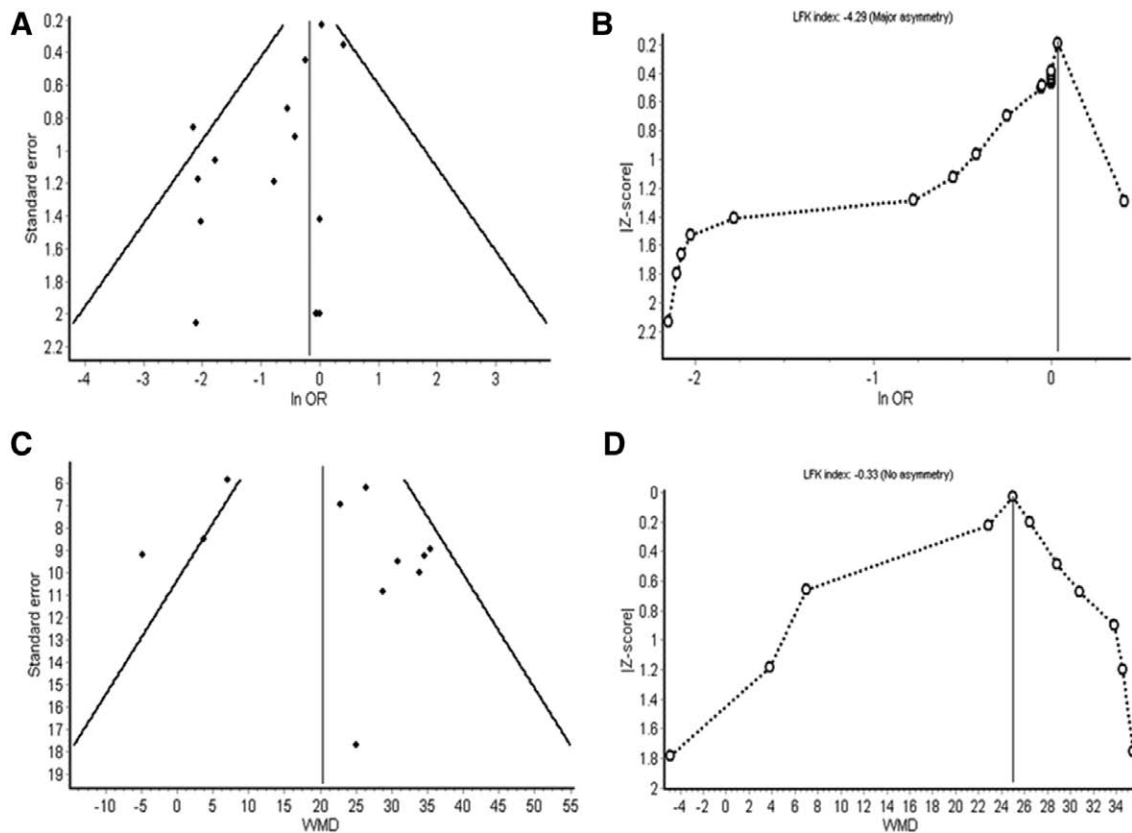 A
0.2
0.4
0.6
0.8
1
1.2
1.4
1.6
1.8
2
2.2
Standard error
-4 -3 -2 -1 0 1 2 3
ln OR
B
LFK index: -4.29 (Major asymmetry)
0.2
0.4
0.6
0.8
1
1.2
1.4
1.6
1.8
2
2.2
|Z-score|
-2 -1 0
ln OR
C
6
7
8
9
10
11
12
13
14
15
16
17
18
19
Standard error
-10 -5 0 5 10 15 20 25 30 35 40 45 50 55
WMD
D
LFK index: -0.33 (No asymmetry)
0
0.2
0.4
0.6
0.8
1
1.2
1.4
1.6
1.8
2
|Z-score|
-4 -2 0 2 4 6 8 10 12 14 16 18 20 22 24 26 28 30 32 34
WMD